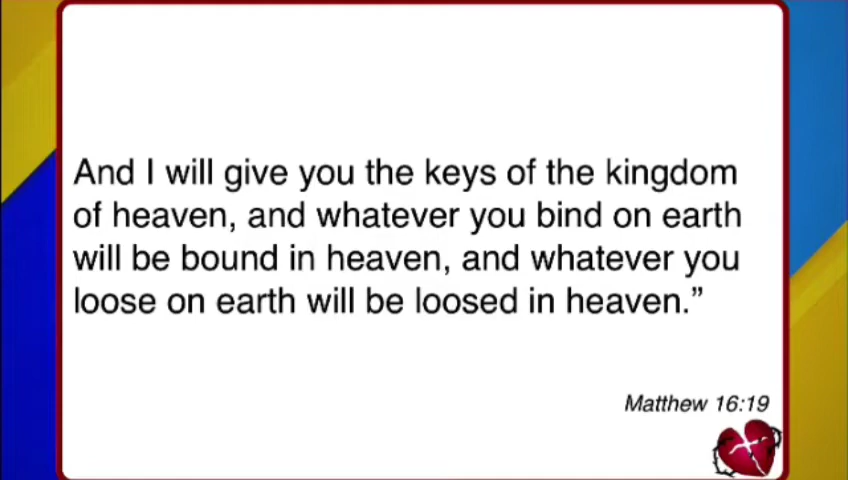 And I will give you the keys of the kingdom
of heaven, and whatever you bind on earth
will be bound in heaven, and whatever you
loose on earth will be loosed in heaven.”
Matthew 16:19